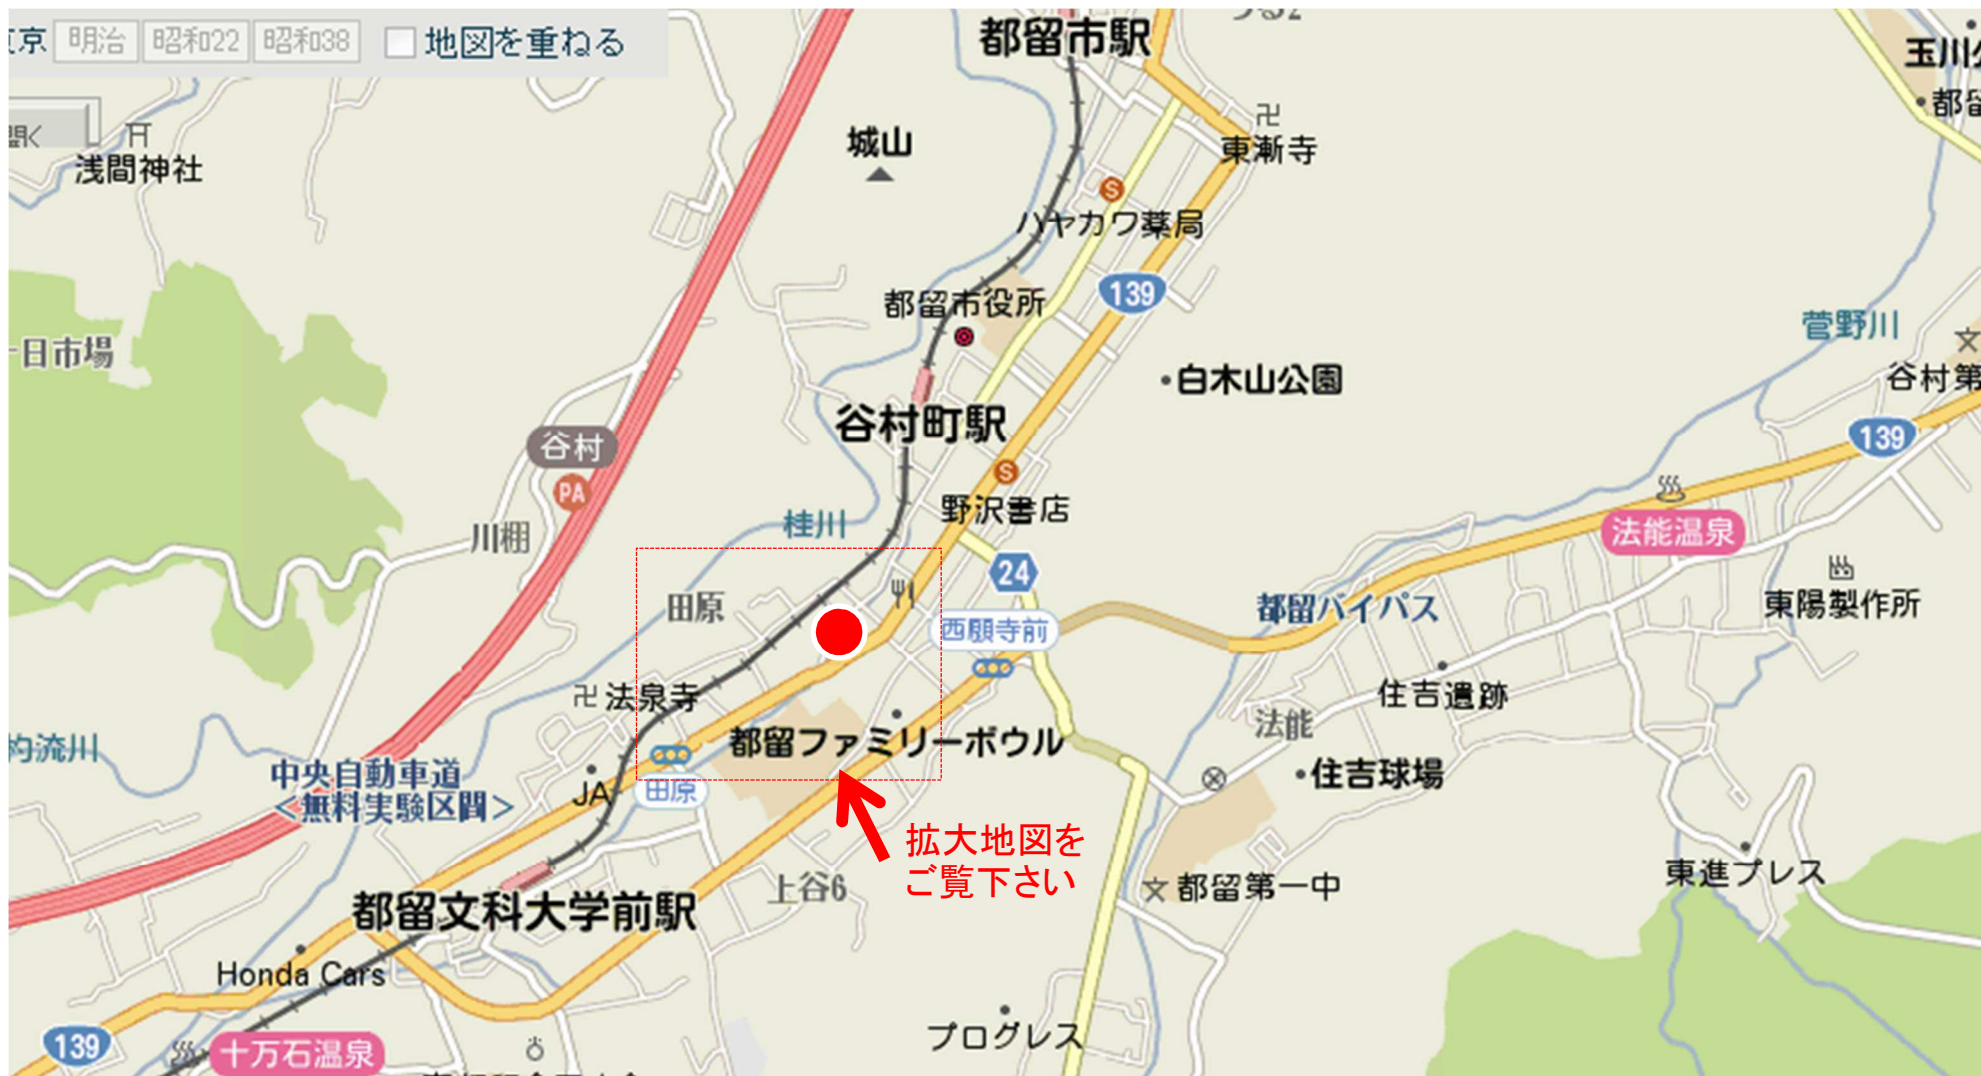 京 明治 昭和22 昭和38 地図を重ねる
開く
浅間神社
都留市駅
つる2
玉川
都留
城山
東漸寺
ハヤカワ薬局
都留市役所
139
菅野川
谷村第
日市場
白木山公園
谷村町駅
139
谷村
PA
川棚
桂川
野沢書店
法能温泉
24
田原
西願寺前
都留バイパス
東陽製作所
法泉寺
都留ファミリーボウル
住吉遺跡
法能
住吉球場
流川
中央自動車道
<無料実験区間>
JA
田原
拡大地図を
ご覧下さい
上谷6
都留第一中
東進プレス
都留文科大学前駅
Honda Cars
プログレス
139
十万石温泉